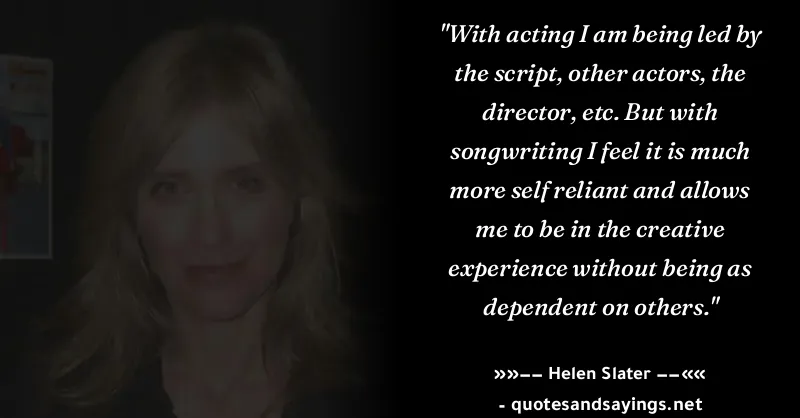 "With acting I am being led by
the script, other actors, the
director, etc. But with
songwriting I feel it is much
more self reliant and allows
me to be in the creative
experience without being as
dependent on others."
»»–– Helen Slater ––««
- quotesandsayings.net